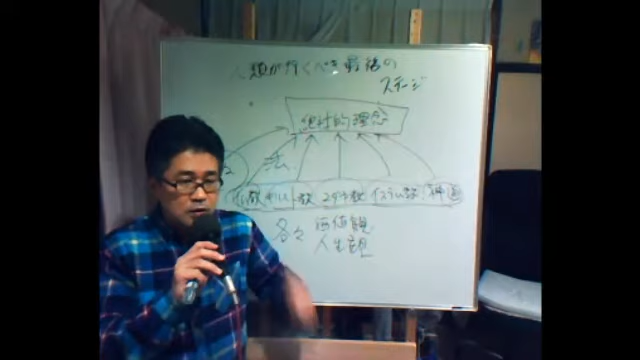 人類が行くべき最後の
ステージ
絶対的理念
法
仏教 キリスト教 ユダヤ教 イスラム教 神道
各々 価値観
人生観